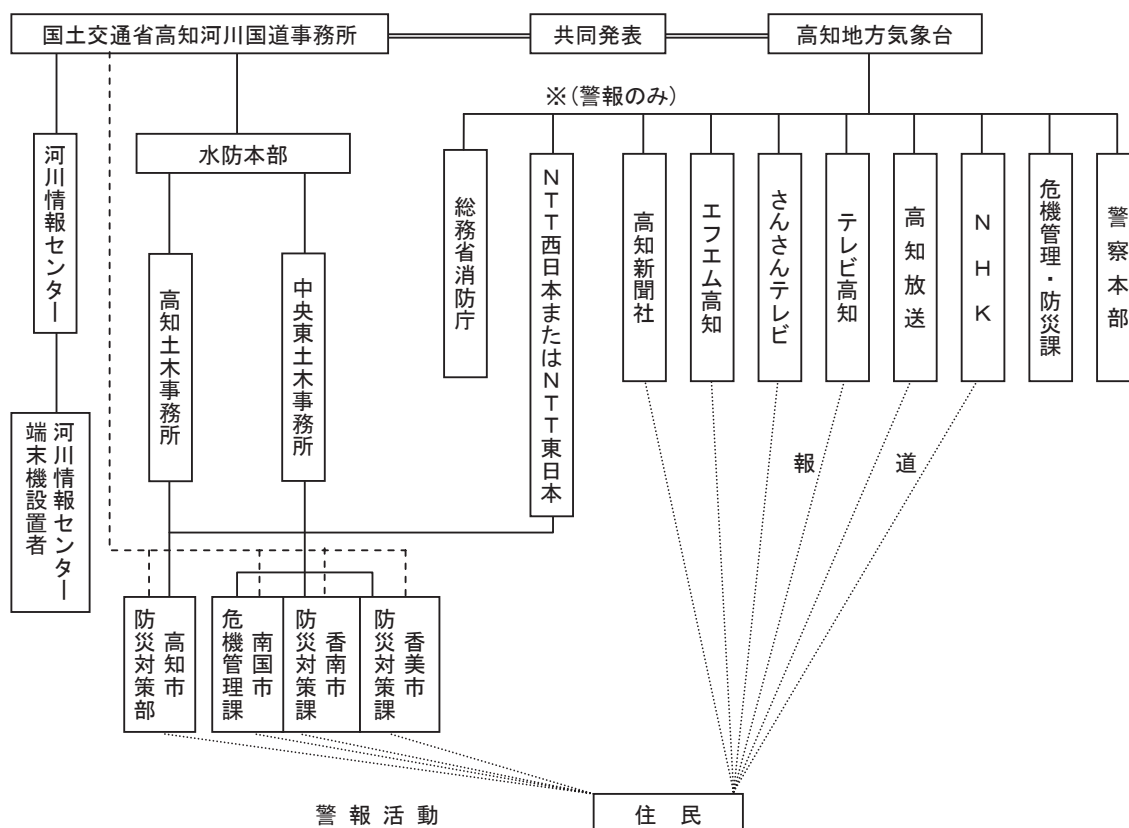 国土交通省高知河川国道事務所
共同発表
高知地方気象台
※(警報のみ)
水防本部
河川情報センター
河川情報センター
端末機設置者
高知土木事務所
中央東土木事務所
総務省消防庁
NTT西日本またはNTT東日本
高知新聞社
エフエム高知
さんさんテレビ
テレビ高知
高知放送
NHK
危機管理・防災課
警察本部
報道
高知市
防災対策部
南国市
危機管理課
香南市
防災対策課
香美市
防災対策課
警報活動
住民